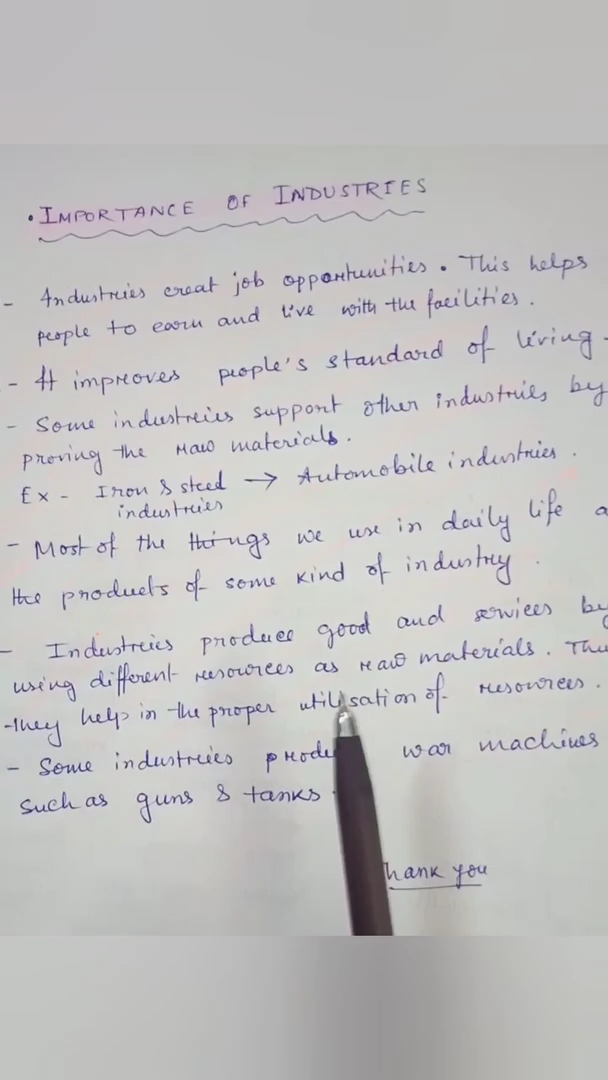 • IMPORTANCE OF INDUSTRIES
- Industries creat job opportunities. This helps
people to earn and live with the facilities.
- It improves people's standard of living.
- Some industries support other industries by
proving the raw materials.
Ex - Iron & steel → Automobile industries.
industries
- Most of the things we use in daily life a
the products of some kind of industry.
- Industries produce good and services by
using different resources as raw materials. Thu
they help in the proper utilisation of resources.
- Some industries produ war machines
such as guns & tanks.
hank you